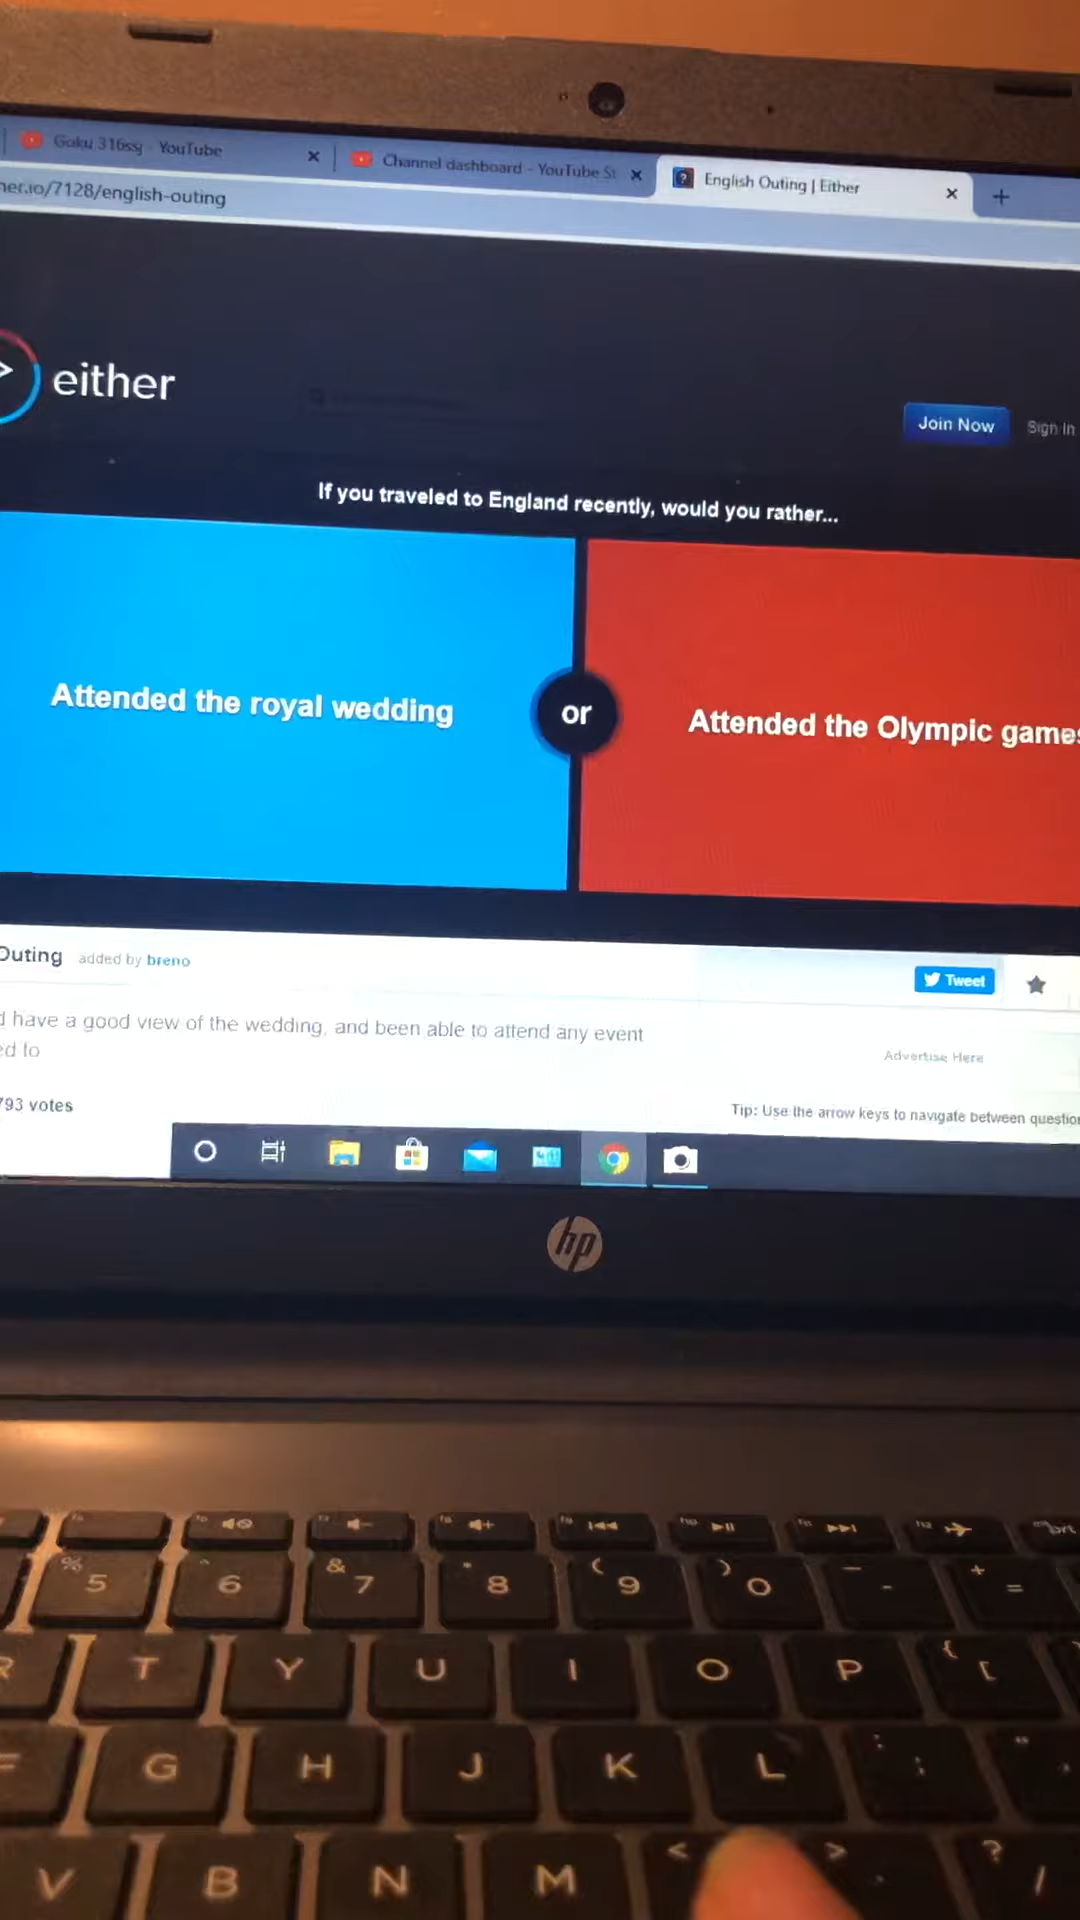 Goku 316ssj - YouTube
Channel dashboard - YouTube St
English Outing | Either
her.io/7128/english-outing
either
Join Now
Sign In
If you traveled to England recently, would you rather...
Attended the royal wedding
or
Attended the Olympic games
Outing added by breno
Tweet
d have a good view of the wedding, and been able to attend any event
ed to
Advertise Here
793 votes
Tip: Use the arrow keys to navigate between question
hp
% 5 ^ 6 & 7 * 8 ( 9 ) 0 _ - + =
R T Y U I O P { [
F G H J K L : ; "
V B N M < > . ? /